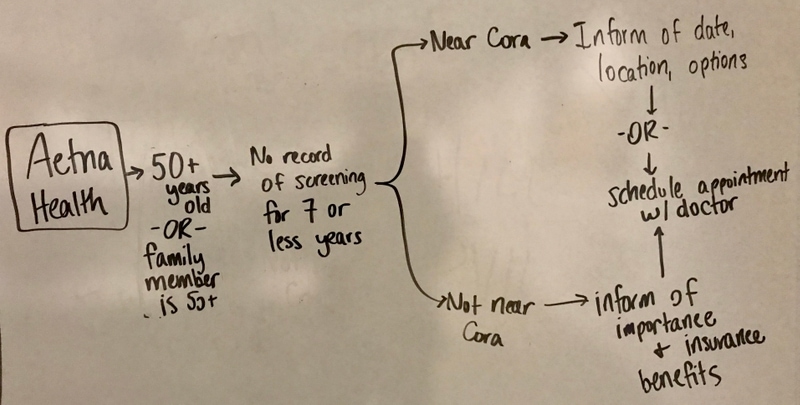 Aetna
Health
50+
years
old
-OR-
family
member
is 50+
No record
of screening
for 7 or
less years
Near Cora
Inform of date,
location, options
-OR-
schedule appointment
w/ doctor
Not near
Cora
inform of
importance
+ insurance
benefits